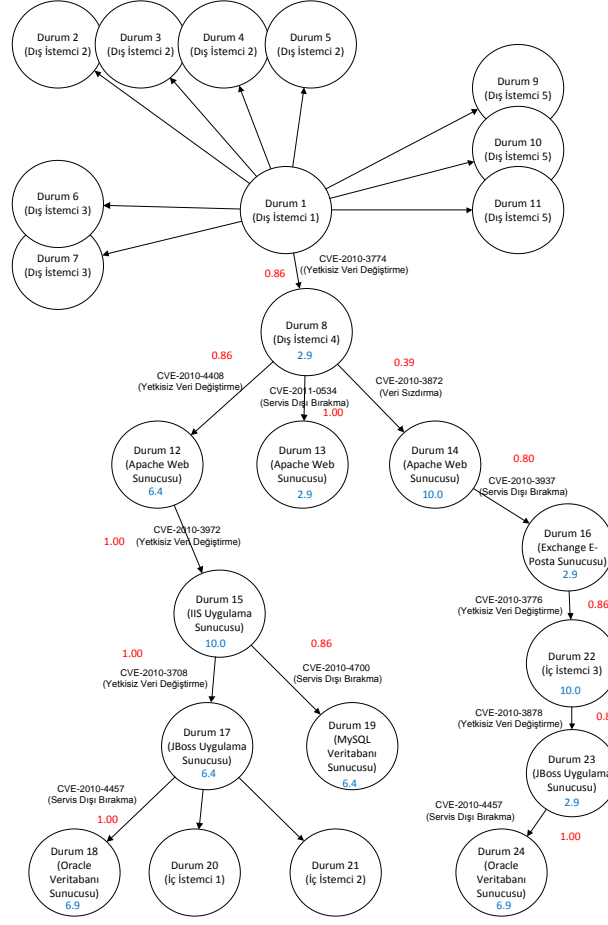 Durum 2
(Dış İstemci 2)
Durum 3
(Dış İstemci 2)
Durum 4
(Dış İstemci 2)
Durum 5
(Dış İstemci 2)
Durum 9
(Dış İstemci 5)
Durum 10
(Dış İstemci 5)
Durum 11
(Dış İstemci 5)
Durum 6
(Dış İstemci 3)
Durum 7
(Dış İstemci 3)
Durum 1
(Dış İstemci 1)
0.86
CVE-2010-3774
((Yetkisiz Veri Değiştirme)
Durum 8
(Dış İstemci 4)
2.9
0.86
CVE-2010-4408
(Yetkisiz Veri Değiştirme)
CVE-2011-0534
(Servis Dışı Bırakma)
1.00
0.39
CVE-2010-3872
(Veri Sızdırma)
Durum 12
(Apache Web
Sunucusu)
6.4
Durum 13
(Apache Web
Sunucusu)
2.9
Durum 14
(Apache Web
Sunucusu)
10.0
0.80
CVE-2010-3937
(Servis Dışı Bırakma)
1.00
CVE-2010-3972
(Yetkisiz Veri Değiştirme)
Durum 16
(Exchange E-
Posta Sunucusu)
2.9
Durum 15
(IIS Uygulama
Sunucusu)
10.0
CVE-2010-3776
(Yetkisiz Veri Değiştirme)
0.86
1.00
CVE-2010-3708
(Yetkisiz Veri Değiştirme)
0.86
CVE-2010-4700
(Servis Dışı Bırakma)
Durum 22
(İç İstemci 3)
10.0
CVE-2010-3878
(Yetkisiz Veri Değiştirme)
Durum 17
(JBoss Uygulama
Sunucusu)
6.4
Durum 19
(MySQL
Veritabanı
Sunucusu)
6.4
Durum 23
(JBoss Uygulama
Sunucusu)
2.9
CVE-2010-4457
(Servis Dışı Bırakma)
1.00
CVE-2010-4457
(Servis Dışı Bırakma)
1.00
Durum 18
(Oracle
Veritabanı
Sunucusu)
6.9
Durum 20
(İç İstemci 1)
Durum 21
(İç İstemci 2)
Durum 24
(Oracle
Veritabanı
Sunucusu)
6.9